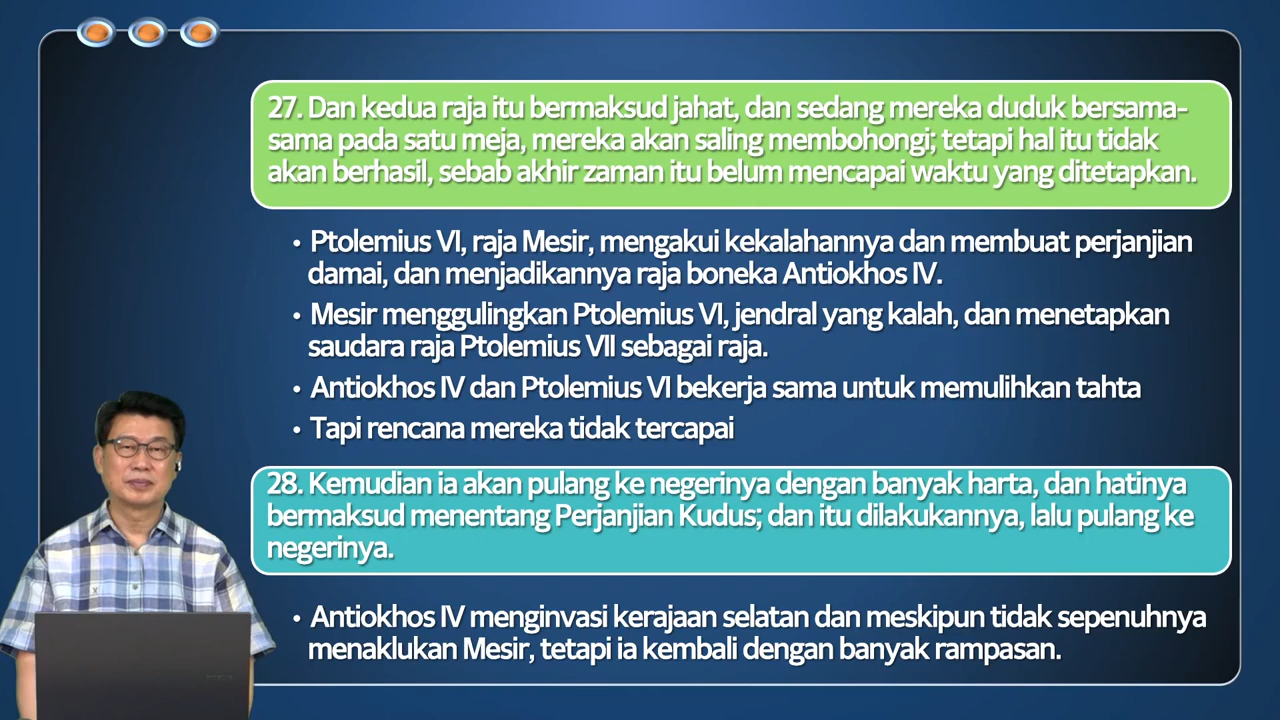 27. Dan kedua raja itu bermaksud jahat, dan sedang mereka duduk bersama-
sama pada satu meja, mereka akan saling membohongi; tetapi hal itu tidak
akan berhasil, sebab akhir zaman itu belum mencapai waktu yang ditetapkan.
• Ptolemius VI, raja Mesir, mengakui kekalahannya dan membuat perjanjian
damai, dan menjadikannya raja boneka Antiokhos IV.
• Mesir menggulingkan Ptolemius VI, jendral yang kalah, dan menetapkan
saudara raja Ptolemius VII sebagai raja.
• Antiokhos IV dan Ptolemius VI bekerja sama untuk memulihkan tahta
• Tapi rencana mereka tidak tercapai
28. Kemudian ia akan pulang ke negerinya dengan banyak harta, dan hatinya
bermaksud menentang Perjanjian Kudus; dan itu dilakukannya, lalu pulang ke
negerinya.
• Antiokhos IV menginvasi kerajaan selatan dan meskipun tidak sepenuhnya
menaklukan Mesir, tetapi ia kembali dengan banyak rampasan.